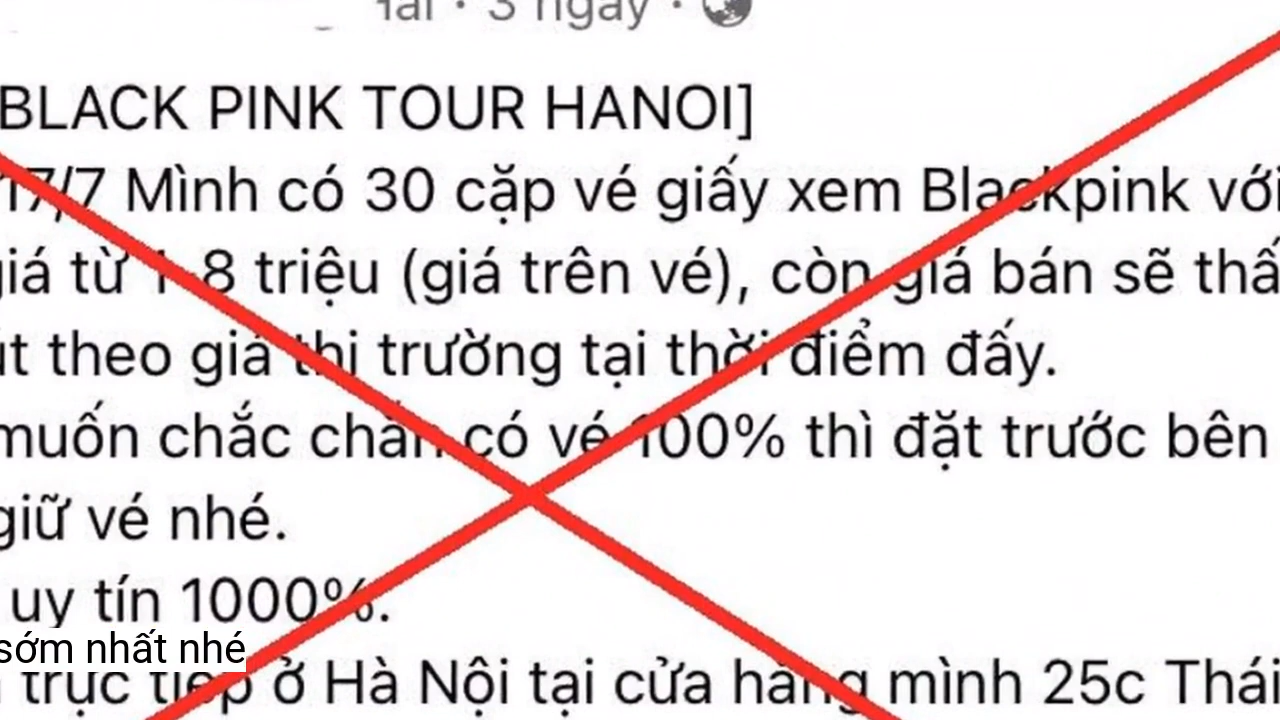 3 ngày
BLACK PINK TOUR HANOI]
17/7 Mình có 30 cặp vé giấy xem Blackpink với
giá từ 1-8 triệu (giá trên vé), còn giá bán sẽ
theo giá thị trường tại thời điểm đấy.
muốn chắc chắn có vé 100% thì đặt trước bên
giữ vé nhé.
uy tín 1000%.
sớm nhất nhé
trực tiếp ở Hà Nội tại cửa hàng mình 25c Thái